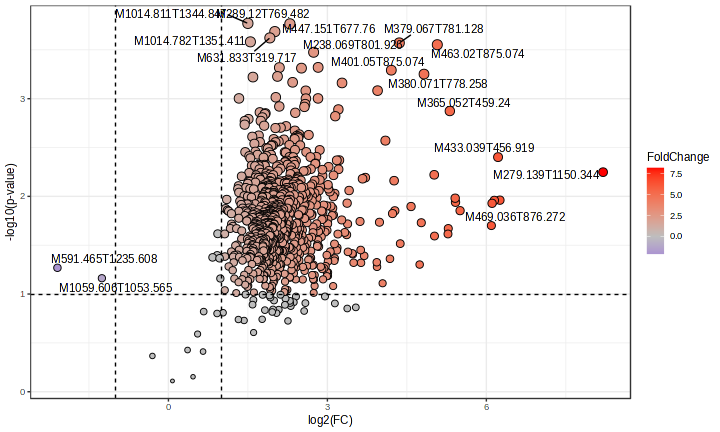 M1014.811T1344.847
M289.12T769.482
M447.151T677.76
M379.067T781.128
M1014.782T1351.411
M238.069T801.928
M463.02T875.074
M631.833T319.717
M401.05T875.074
M380.071T778.258
M365.052T459.24
M433.039T456.919
M279.139T1150.344
M469.036T876.272
M591.465T1235.608
M1059.606T1053.565
-log10(p-value)
3
2
1
0
0
3
6
log2(FC)
FoldChange
7.5
5.0
2.5
0.0